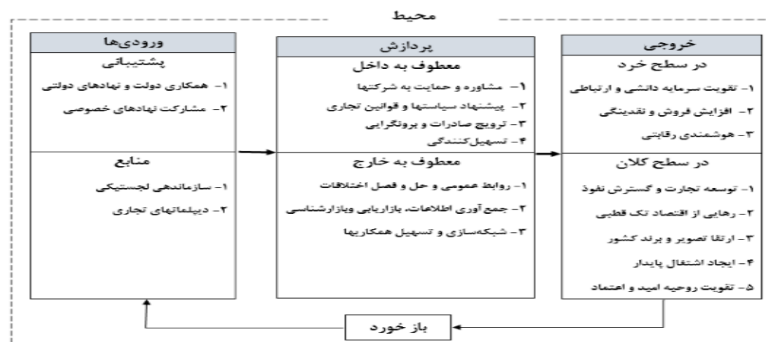 محیط
ورودی‌ها
پشتیبانی
۱- همکاری دولت و نهادهای دولتی
۲- مشارکت نهادهای خصوصی
منابع
۱- سازماندهی لجستیکی
۲- دیپلماتهای تجاری
پردازش
معطوف به داخل
۱- مشاوره و حمایت به شرکتها
۲- پیشنهاد سیاستها و قوانین تجاری
۳- ترویج صادرات و برونگرایی
۴- تسهیل‌کنندگی
معطوف به خارج
۱- روابط عمومی و حل و فصل اختلافات
۲- جمع آوری اطلاعات، بازاریابی وبازارشناسی
۳- شبکه‌سازی و تسهیل همکاریها
خروجی
در سطح خرد
۱- تقویت سرمایه دانشی و ارتباطی
۲- افزایش فروش و نقدینگی
۳- هوشمندی رقابتی
در سطح کلان
۱- توسعه تجارت و گسترش نفوذ
۲- رهایی از اقتصاد تک قطبی
۳- ارتقا تصویر و برند کشور
۴- ایجاد اشتغال پایدار
۵- تقویت روحیه امید و اعتماد
باز خورد